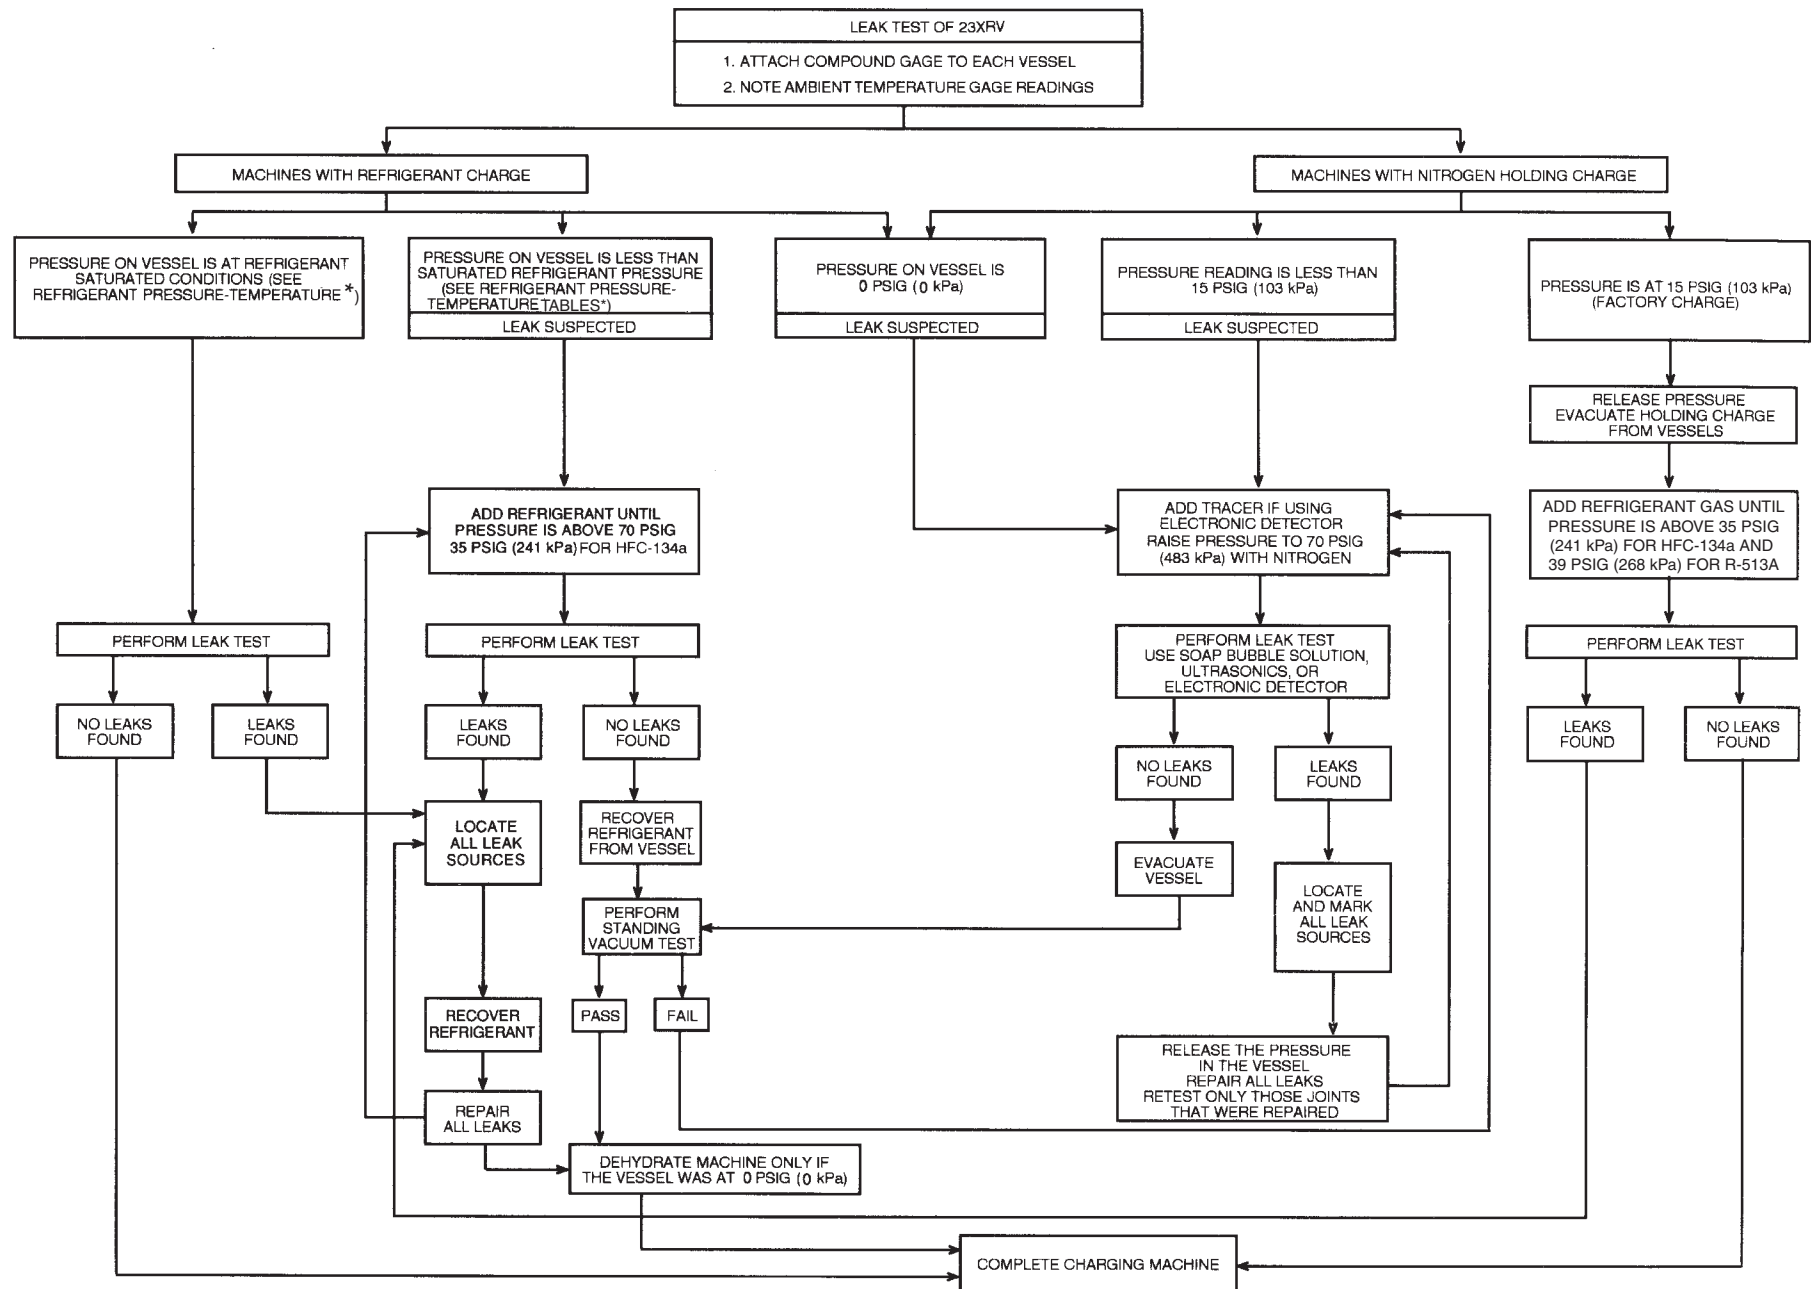 LEAK TEST OF 23XRV
1. ATTACH COMPOUND GAGE TO EACH VESSEL
2. NOTE AMBIENT TEMPERATURE GAGE READINGS
MACHINES WITH REFRIGERANT CHARGE
MACHINES WITH NITROGEN HOLDING CHARGE
PRESSURE ON VESSEL IS AT REFRIGERANT
SATURATED CONDITIONS (SEE
REFRIGERANT PRESSURE-TEMPERATURE*)
PRESSURE ON VESSEL IS LESS THAN
SATURATED REFRIGERANT PRESSURE
(SEE REFRIGERANT PRESSURE-
TEMPERATURE TABLES*)
LEAK SUSPECTED
PRESSURE ON VESSEL IS
0 PSIG (0 kPa)
LEAK SUSPECTED
PRESSURE READING IS LESS THAN
15 PSIG (103 kPa)
LEAK SUSPECTED
PRESSURE IS AT 15 PSIG (103 kPa)
(FACTORY CHARGE)
RELEASE PRESSURE
EVACUATE HOLDING CHARGE
FROM VESSELS
ADD REFRIGERANT UNTIL
PRESSURE IS ABOVE 70 PSIG
35 PSIG (241 kPa) FOR HFC-134a
ADD TRACER IF USING
ELECTRONIC DETECTOR
RAISE PRESSURE TO 70 PSIG
(483 kPa) WITH NITROGEN
ADD REFRIGERANT GAS UNTIL
PRESSURE IS ABOVE 35 PSIG
(241 kPa) FOR HFC-134a AND
39 PSIG (268 kPa) FOR R-513A
PERFORM LEAK TEST
PERFORM LEAK TEST
PERFORM LEAK TEST
USE SOAP BUBBLE SOLUTION,
ULTRASONICS, OR
ELECTRONIC DETECTOR
PERFORM LEAK TEST
NO LEAKS
FOUND
LEAKS
FOUND
LEAKS
FOUND
NO LEAKS
FOUND
NO LEAKS
FOUND
LEAKS
FOUND
LEAKS
FOUND
NO LEAKS
FOUND
LOCATE
ALL LEAK
SOURCES
RECOVER
REFRIGERANT
FROM VESSEL
EVACUATE
VESSEL
LOCATE
AND MARK
ALL LEAK
SOURCES
PERFORM
STANDING
VACUUM TEST
RECOVER
REFRIGERANT
PASS
FAIL
RELEASE THE PRESSURE
IN THE VESSEL
REPAIR ALL LEAKS
RETEST ONLY THOSE JOINTS
THAT WERE REPAIRED
REPAIR
ALL LEAKS
DEHYDRATE MACHINE ONLY IF
THE VESSEL WAS AT 0 PSIG (0 kPa)
COMPLETE CHARGING MACHINE